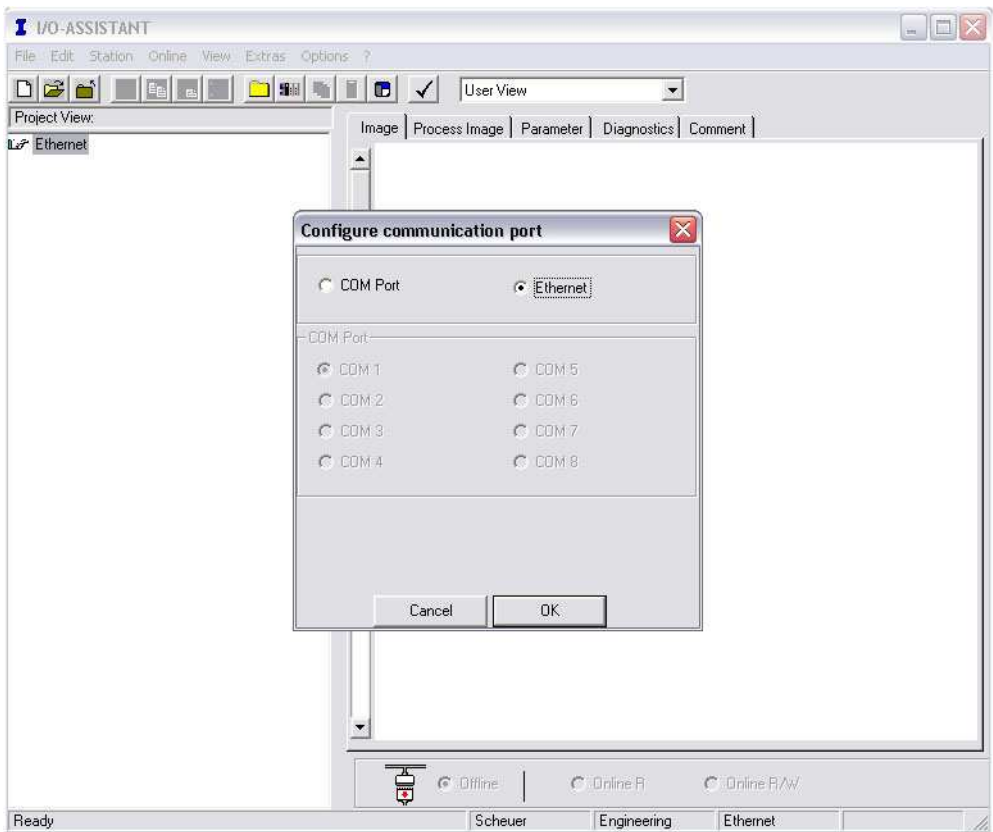 I/O-ASSISTANT
File Edit Station Online View Extras Options ?
User View
Project View:
Ethernet
Image Process Image Parameter Diagnostics Comment
Configure communication port
COM Port Ethernet
COM Port
COM 1 COM 5
COM 2 COM 6
COM 3 COM 7
COM 4 COM 8
Cancel OK
Offline Online R Online R/W
Ready Scheuer Engineering Ethernet